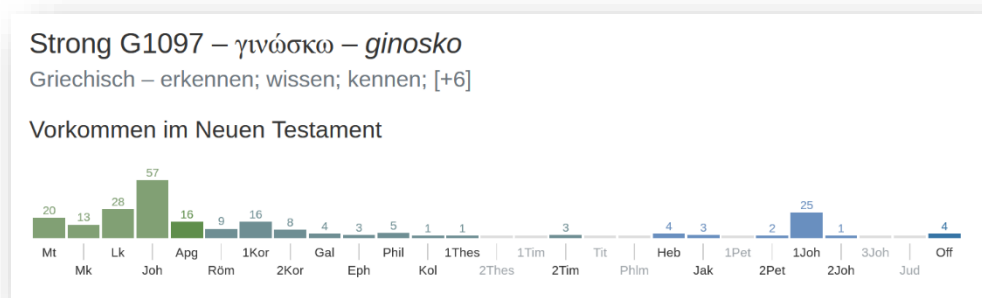 Strong G1097 – γινώσκω – ginosko
Griechisch – erkennen; wissen; kennen; [+6]
Vorkommen im Neuen Testament
20 13 28 57 16 9 16 8 4 3 5 1 1 3 4 3 2 25 1 4
Mt Lk Apg 1Kor Gal Phil 1Thes 1Tim Tit Heb 1Pet 1Joh 3Joh Off
Mk Joh Röm 2Kor Eph Kol 2Thes 2Tim Phlm Jak 2Pet 2Joh Jud